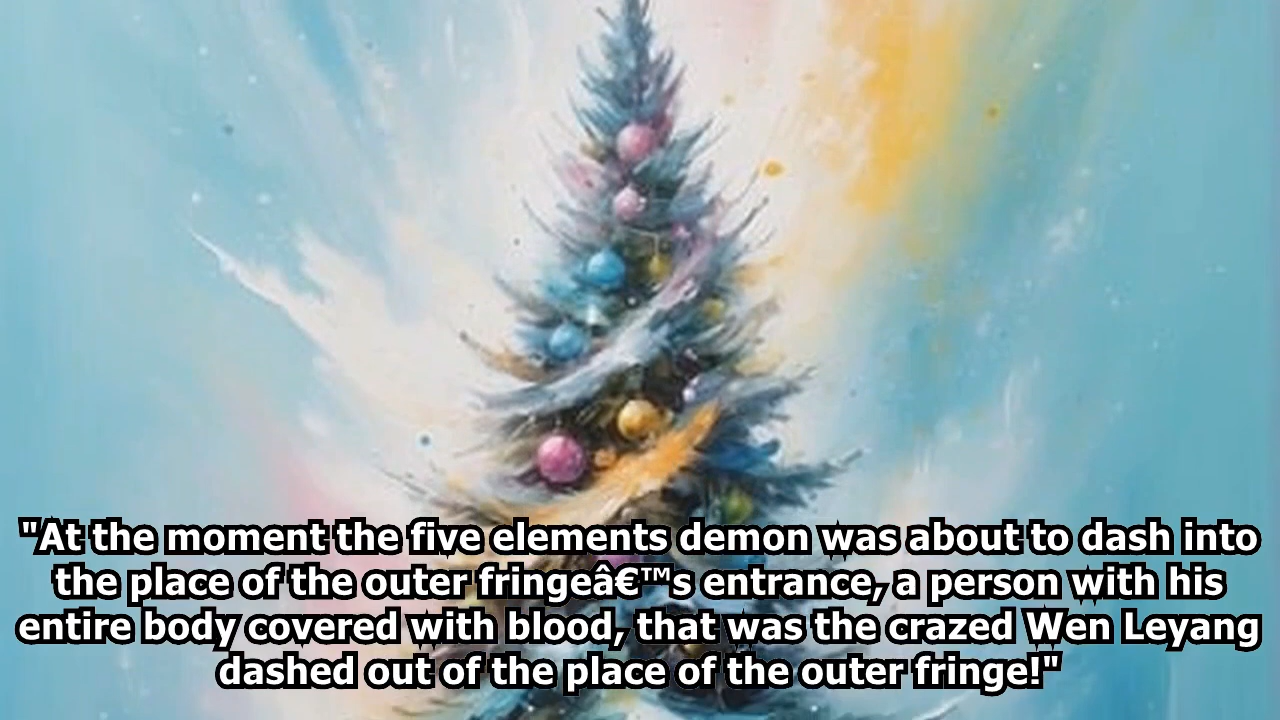 "At the moment the five elements demon was about to dash into
the place of the outer fringeâ€™s entrance, a person with his
entire body covered with blood, that was the crazed Wen Leyang
dashed out of the place of the outer fringe!"